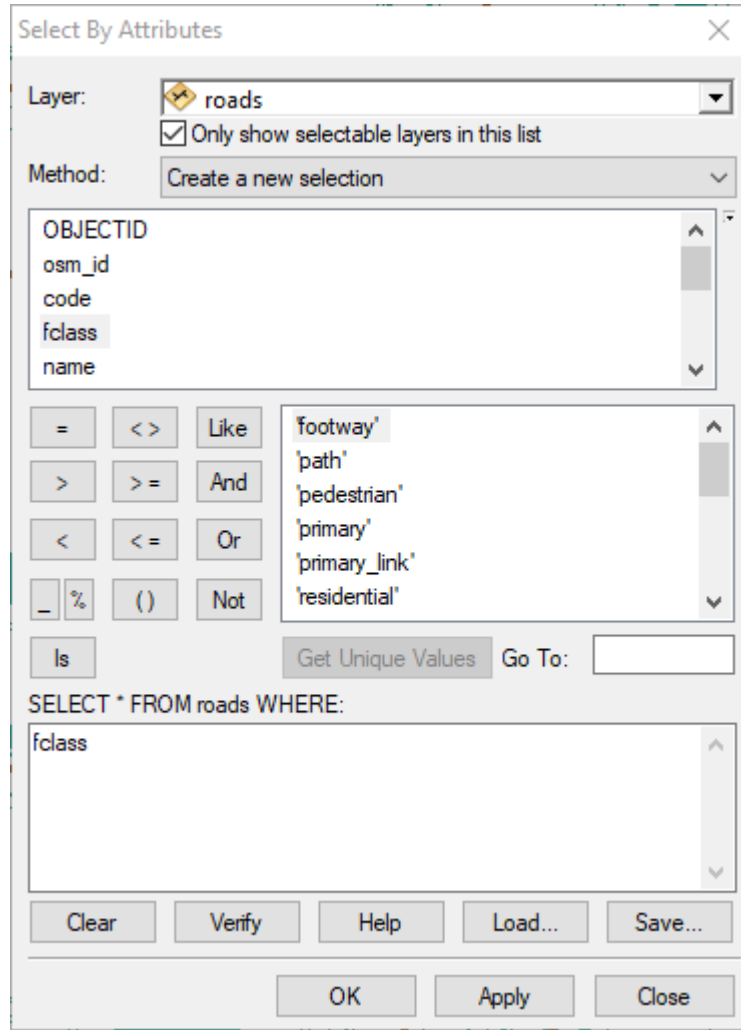 Select By Attributes
Layer: roads
Only show selectable layers in this list
Method: Create a new selection
OBJECTID
osm_id
code
fclass
name
= < > Like
> > = And
< < = Or
_ % ( ) Not
Is
'footway'
'path'
'pedestrian'
'primary'
'primary_link'
'residential'
Get Unique Values Go To:
SELECT * FROM roads WHERE:
fclass
Clear Verify Help Load... Save...
OK Apply Close